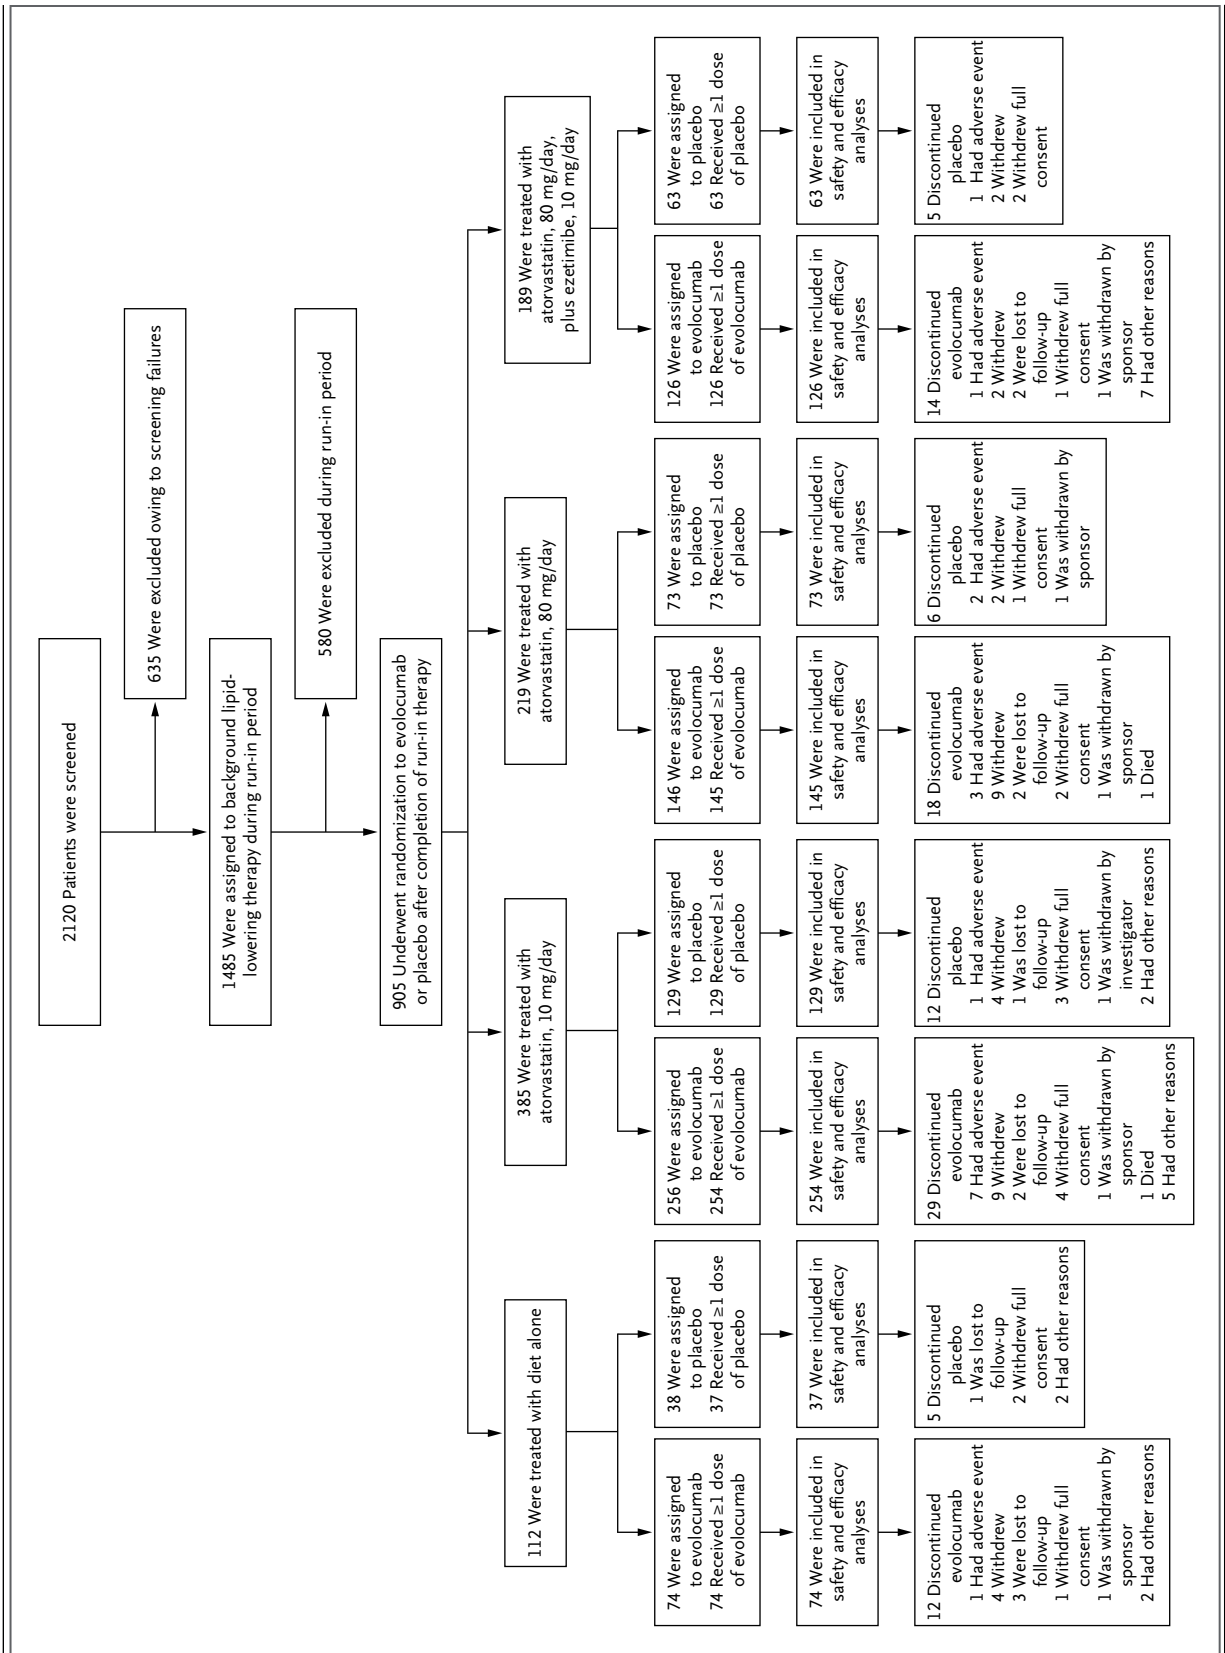 2120 Patients were screened
635 Were excluded owing to screening failures
1485 Were assigned to background lipid-
lowering therapy during run-in period
580 Were excluded during run-in period
905 Underwent randomization to evolocumab
or placebo after completion of run-in therapy
112 Were treated with diet alone
385 Were treated with
atorvastatin, 10 mg/day
219 Were treated with
atorvastatin, 80 mg/day
189 Were treated with
atorvastatin, 80 mg/day,
plus ezetimibe, 10 mg/day
74 Were assigned
to evolocumab
74 Received ≥1 dose
of evolocumab
38 Were assigned
to placebo
37 Received ≥1 dose
of placebo
256 Were assigned
to evolocumab
254 Received ≥1 dose
of evolocumab
129 Were assigned
to placebo
129 Received ≥1 dose
of placebo
146 Were assigned
to evolocumab
145 Received ≥1 dose
of evolocumab
73 Were assigned
to placebo
73 Received ≥1 dose
of placebo
126 Were assigned
to evolocumab
126 Received ≥1 dose
of evolocumab
63 Were assigned
to placebo
63 Received ≥1 dose
of placebo
74 Were included in
safety and efficacy
analyses
37 Were included in
safety and efficacy
analyses
254 Were included in
safety and efficacy
analyses
129 Were included in
safety and efficacy
analyses
145 Were included in
safety and efficacy
analyses
73 Were included in
safety and efficacy
analyses
126 Were included in
safety and efficacy
analyses
63 Were included in
safety and efficacy
analyses
12 Discontinued
evolocumab
1 Had adverse event
4 Withdrew
3 Were lost to
follow-up
1 Withdrew full
consent
1 Was withdrawn by
sponsor
2 Had other reasons
5 Discontinued
placebo
1 Was lost to
follow-up
2 Withdrew full
consent
2 Had other reasons
29 Discontinued
evolocumab
7 Had adverse event
9 Withdrew
2 Were lost to
follow-up
4 Withdrew full
consent
1 Was withdrawn by
sponsor
1 Died
5 Had other reasons
12 Discontinued
placebo
1 Had adverse event
4 Withdrew
1 Was lost to
follow-up
3 Withdrew full
consent
1 Was withdrawn by
investigator
2 Had other reasons
18 Discontinued
evolocumab
3 Had adverse event
9 Withdrew
2 Were lost to
follow-up
2 Withdrew full
consent
1 Was withdrawn by
sponsor
1 Died
6 Discontinued
placebo
2 Had adverse event
2 Withdrew
1 Withdrew full
consent
1 Was withdrawn by
sponsor
14 Discontinued
evolocumab
1 Had adverse event
2 Withdrew
2 Were lost to
follow-up
1 Withdrew full
consent
1 Was withdrawn by
sponsor
7 Had other reasons
5 Discontinued
placebo
1 Had adverse event
2 Withdrew
2 Withdrew full
consent